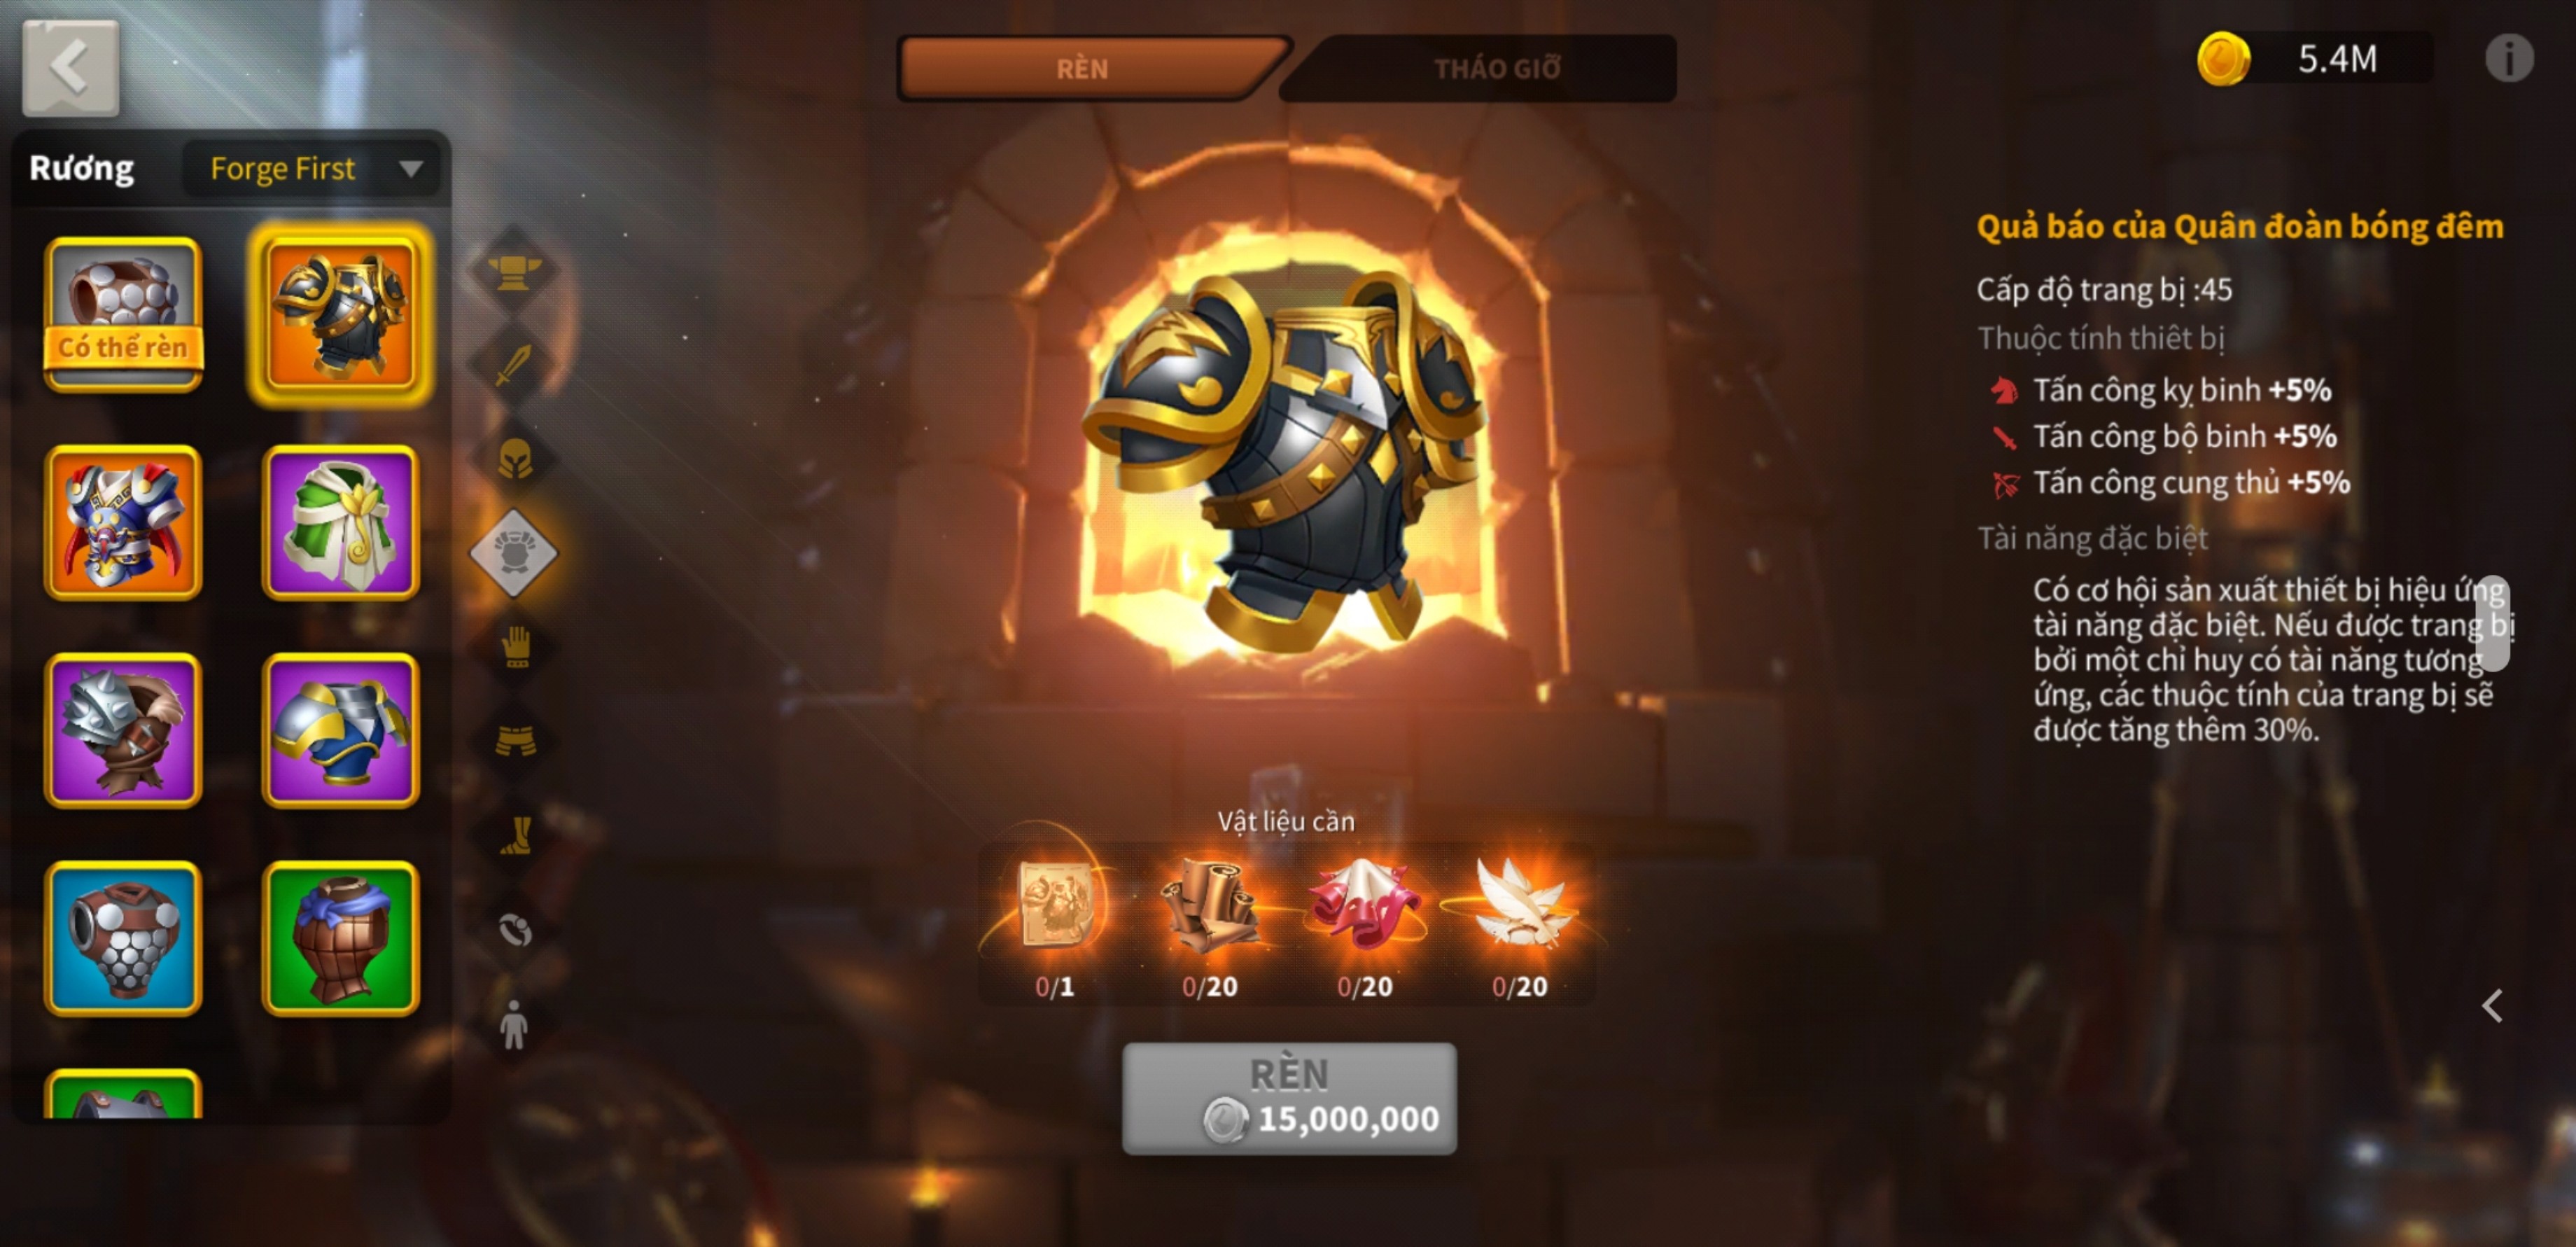 RÈN
THÁO GIỠ
5.4M
Rương
Forge First
Có thể rèn
Quả báo của Quân đoàn bóng đêm
Cấp độ trang bị :45
Thuộc tính thiêt bị
Tấn công kỵ binh +5%
Tấn công bộ binh +5%
Tấn công cung thủ +5%
Tài năng đặc biệt
Có cơ hội sản xuất thiết bị hiệu ứng
tài năng đặc biệt. Nếu được trang bị
bởi một chỉ huy có tài năng tương
ứng, các thuộc tính của trang bị sẽ
được tăng thêm 30%.
Vật liệu cần
0/1
0/20
0/20
0/20
RÈN
15,000,000